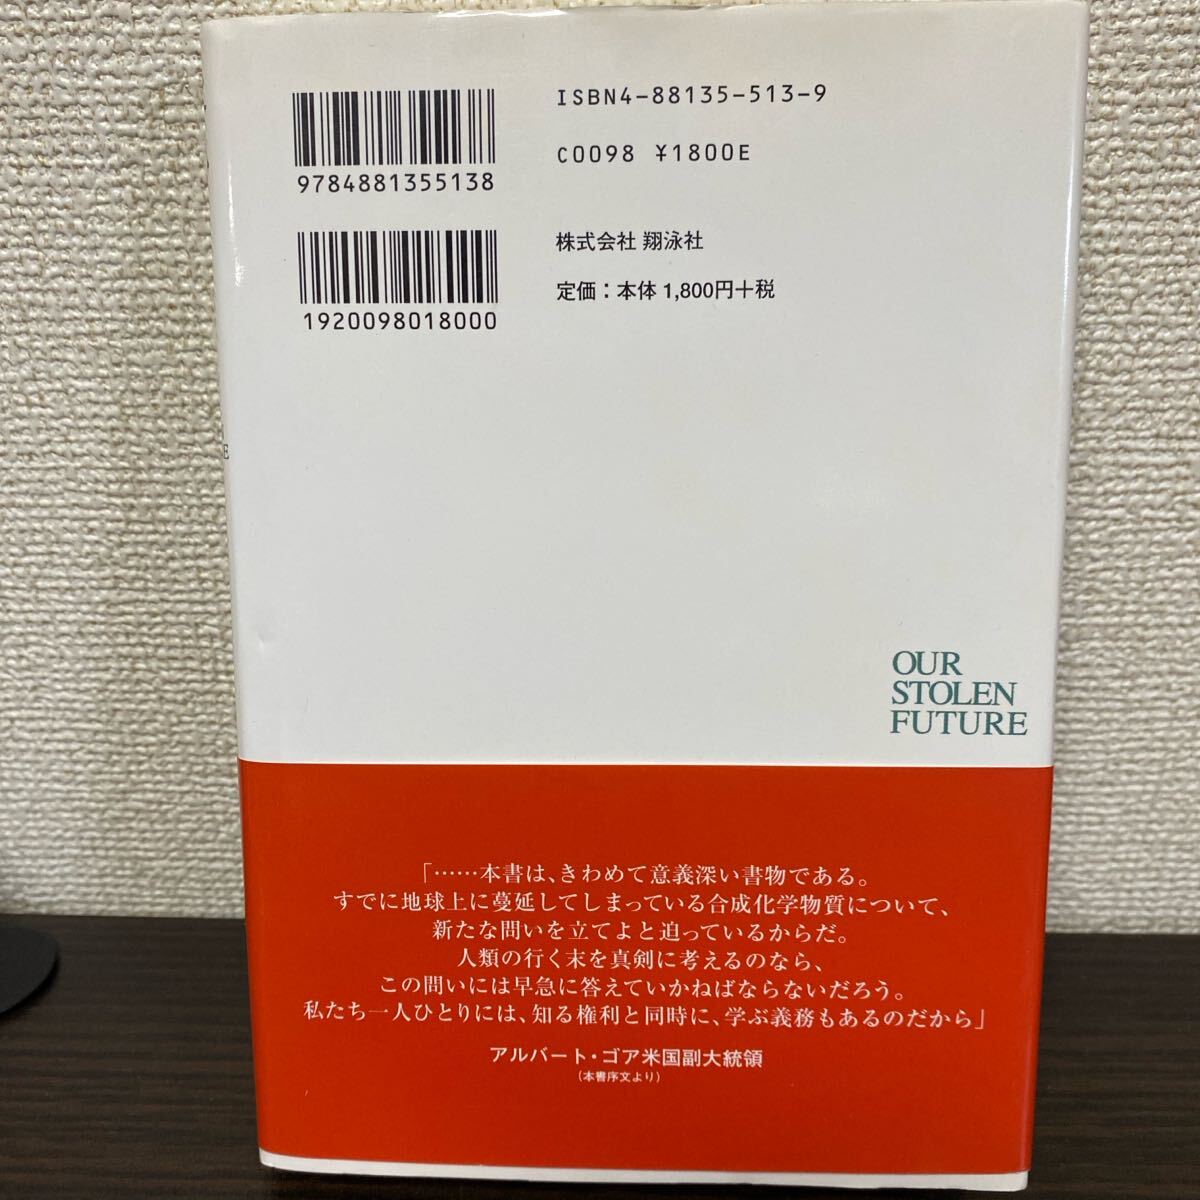 ISBN4-88135-513-9
C0098 ¥1800E
9784881355138
株式会社 翔泳社
定価：本体 1,800円+税
1920098018000
E
OUR
STOLEN
FUTURE
「……本書は、きわめて意義深い書物である。
すでに地球上に蔓延してしまっている合成化学物質について、
新たな問いを立てよと迫っているからだ。
人類の行く末を真剣に考えるのなら、
この問いには早急に答えていかねばならないだろう。
私たち一人ひとりには、知る権利と同時に、学ぶ義務もあるのだから」
アルバート・ゴア米国副大統領
（本書序文より）